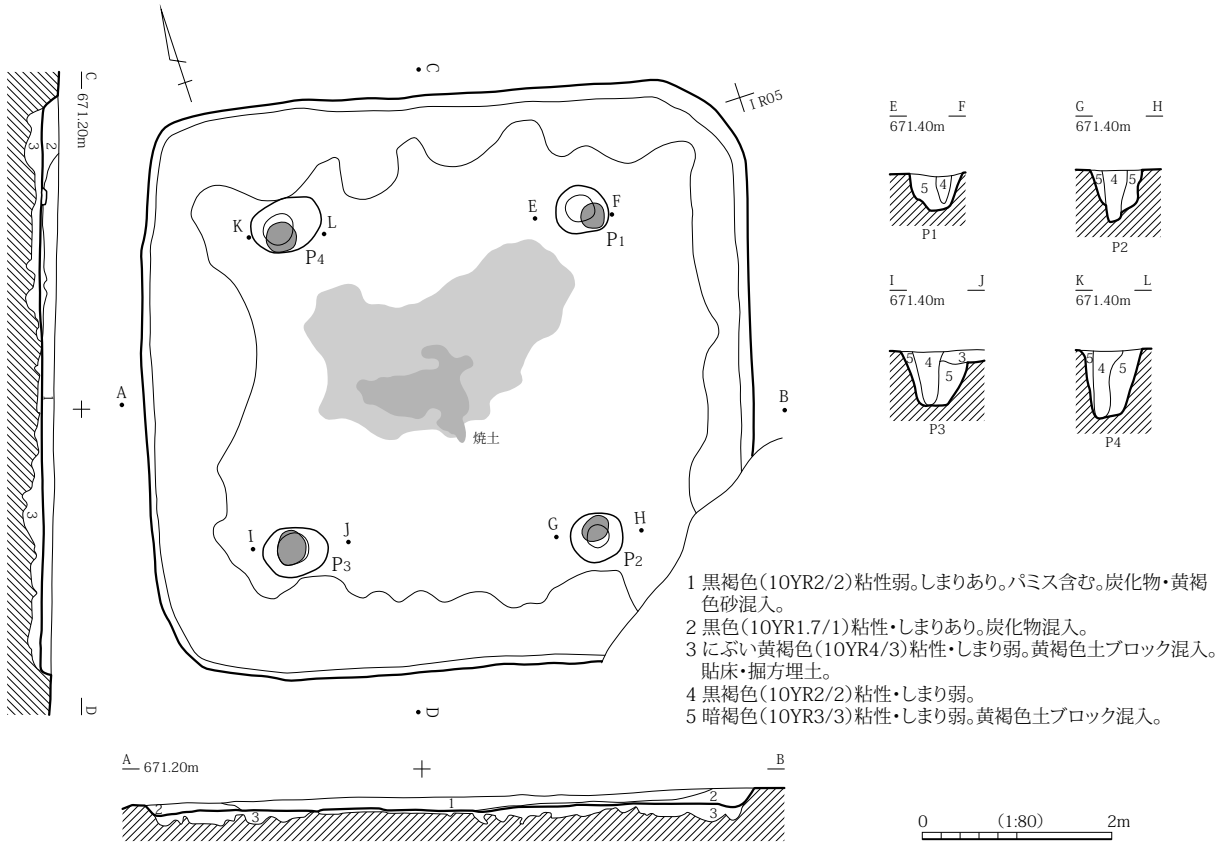 C
671.20m
2
3
1
3
D
C
I R05
E
F
P1
K
L
P4
A
B
焼土
I
J
P3
G
H
P2
D
E F
671.40m
5 4
P1
G H
671.40m
5 4 5
P2
I J
671.40m
5 4 3
5
P3
K L
671.40m
5 4 5
P4
1 黒褐色(10YR2/2)粘性弱。しまりあり。パミス含む。炭化物・黄褐
色砂混入。
2 黒色(10YR1.7/1)粘性・しまりあり。炭化物混入。
3 にぶい黄褐色(10YR4/3)粘性・しまり弱。黄褐色土ブロック混入。
貼床・掘方埋土。
4 黒褐色(10YR2/2)粘性・しまり弱。
5 暗褐色(10YR3/3)粘性・しまり弱。黄褐色土ブロック混入。
A 671.20m B
2 3 1 2 3
0 (1:80) 2m